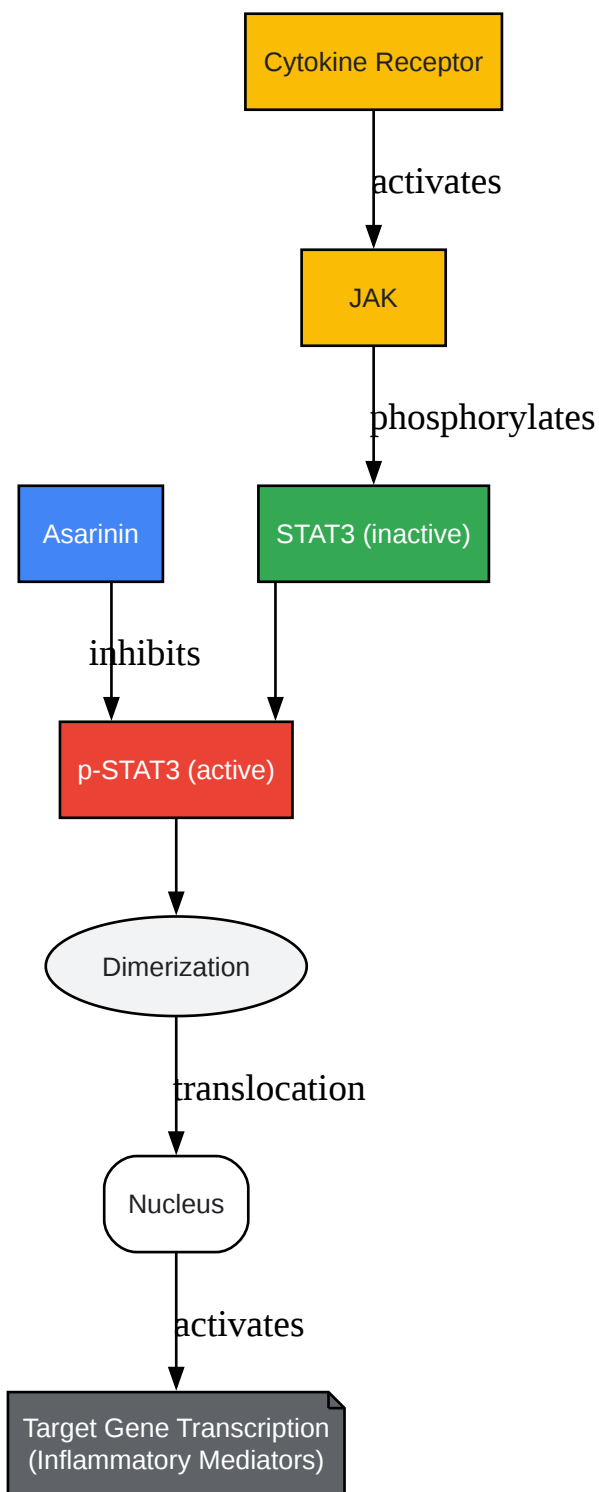 Cytokine Receptor
activates
JAK
phosphorylates
Asarinin
STAT3 (inactive)
inhibits
p-STAT3 (active)
Dimerization
translocation
Nucleus
activates
Target Gene Transcription
(Inflammatory Mediators)